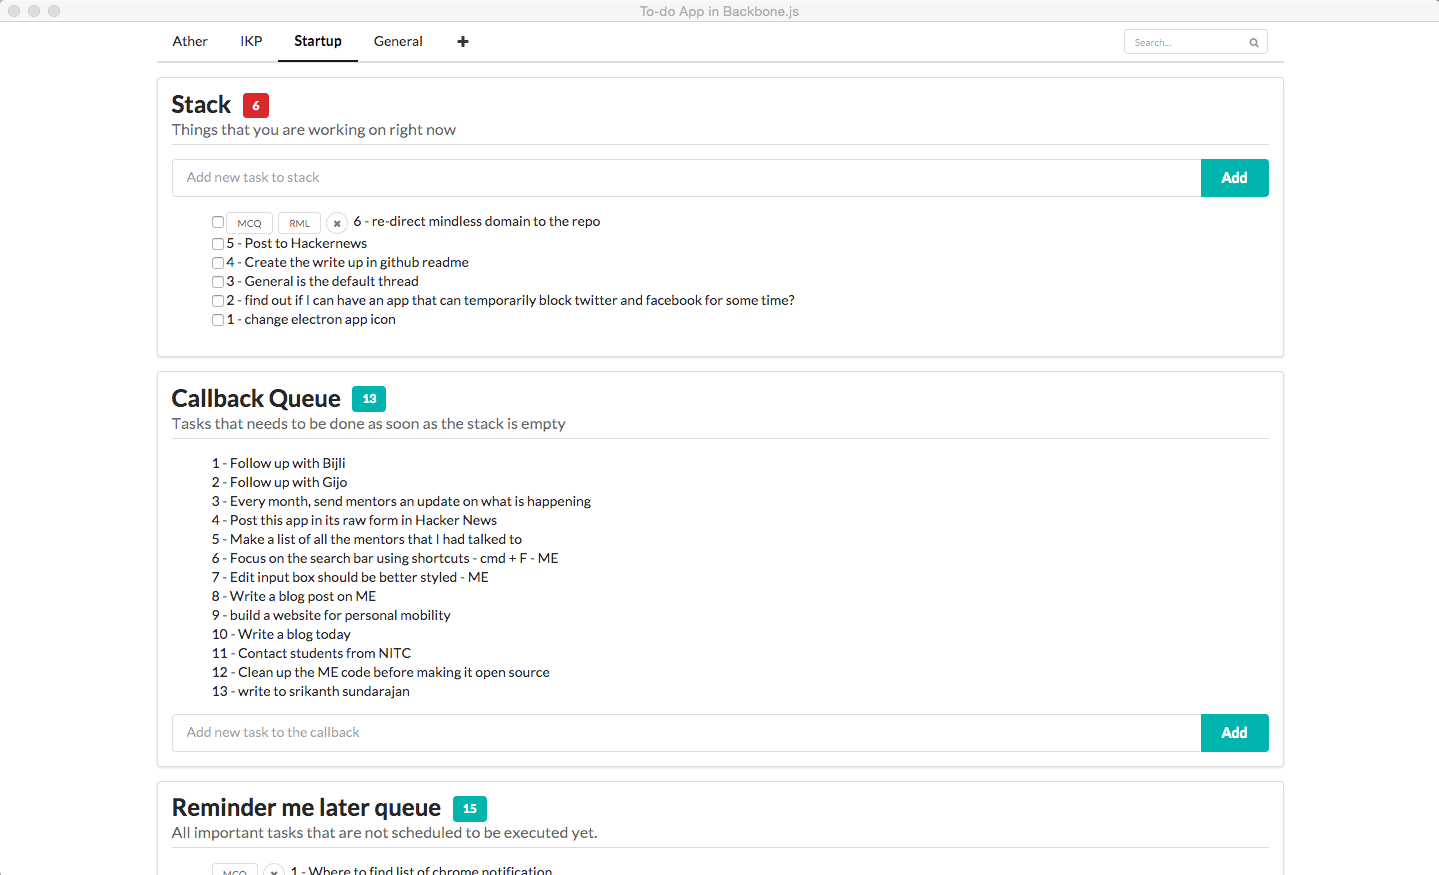 To-do App in Backbone.js
Ather IKP Startup General
Search...
Stack 6
Things that you are working on right now
Add new task to stack Add
MCQ RML 6 - re-direct mindless domain to the repo
5 - Post to Hackernews
4 - Create the write up in github readme
3 - General is the default thread
2 - find out if I can have an app that can temporarily block twitter and facebook for some time?
1 - change electron app icon
Callback Queue 13
Tasks that needs to be done as soon as the stack is empty
1 - Follow up with Bijli
2 - Follow up with Gijo
3 - Every month, send mentors an update on what is happening
4 - Post this app in its raw form in Hacker News
5 - Make a list of all the mentors that I had talked to
6 - Focus on the search bar using shortcuts - cmd + F - ME
7 - Edit input box should be better styled - ME
8 - Write a blog post on ME
9 - build a website for personal mobility
10 - Write a blog today
11 - Contact students from NITC
12 - Clean up the ME code before making it open source
13 - write to srikanth sundarajan
Add new task to the callback Add
Reminder me later queue 15
All important tasks that are not scheduled to be executed yet.
MCQ 1 - Where to find list of chrome notification